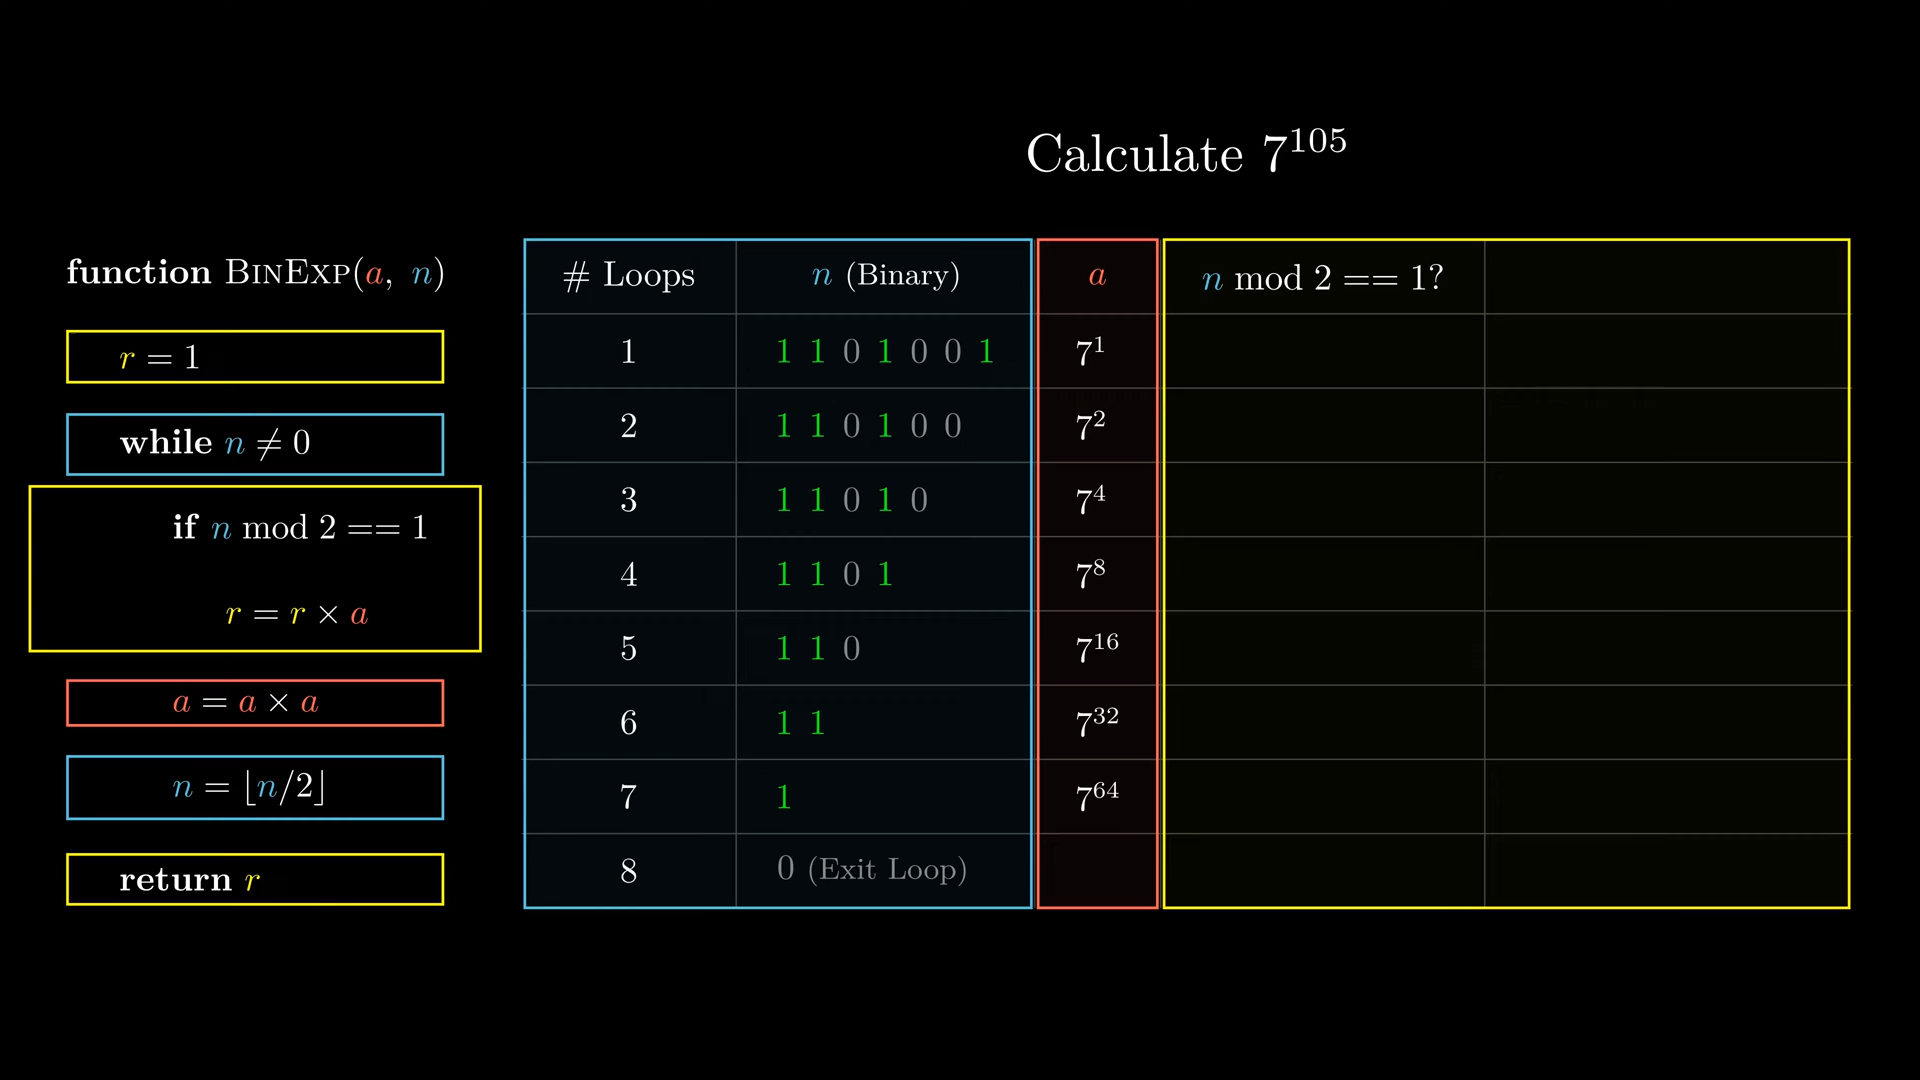 Calculate 7^105
function BinExp(a, n)
r = 1
while n ≠ 0
if n mod 2 == 1
r = r × a
a = a × a
n = ⌊n/2⌋
return r
# Loops n (Binary) a n mod 2 == 1?
1 1 1 0 1 0 0 1 7^1
2 1 1 0 1 0 0 7^2
3 1 1 0 1 0 7^4
4 1 1 0 1 7^8
5 1 1 0 7^16
6 1 1 7^32
7 1 7^64
8 0 (Exit Loop)